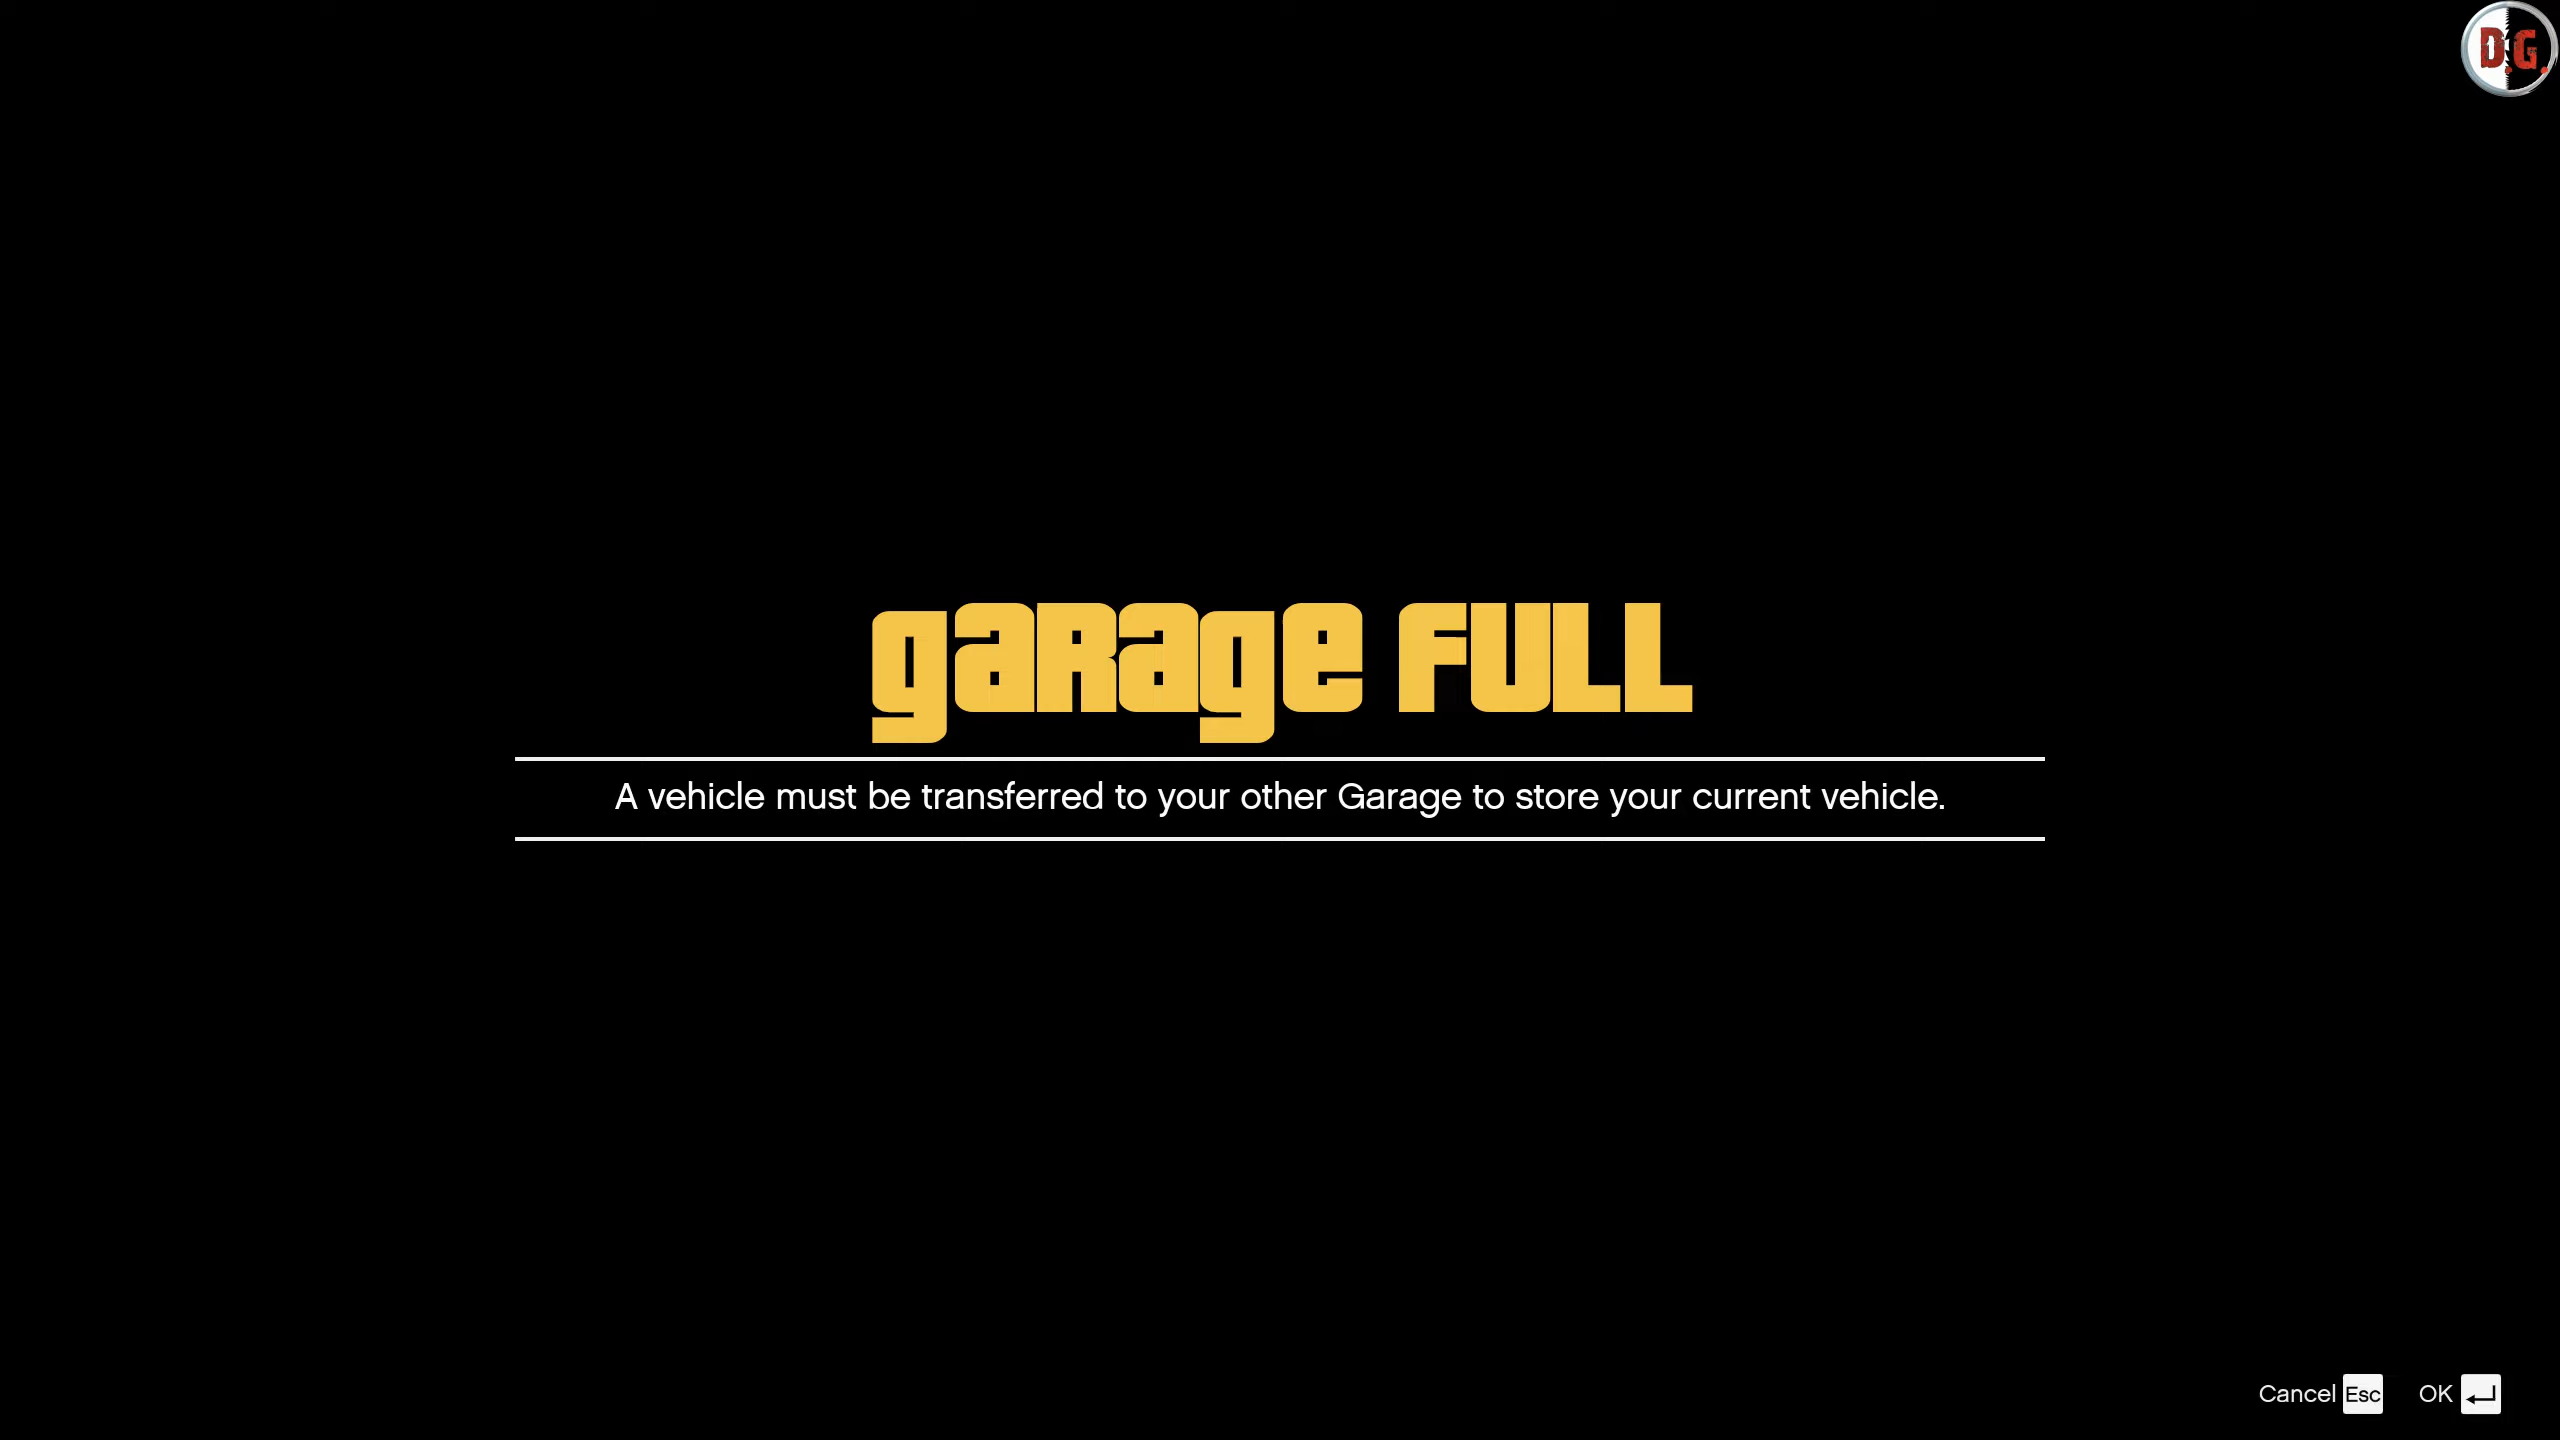 D.G.
gaRage FULL
A vehicle must be transferred to your other Garage to store your current vehicle.
Cancel Esc OK